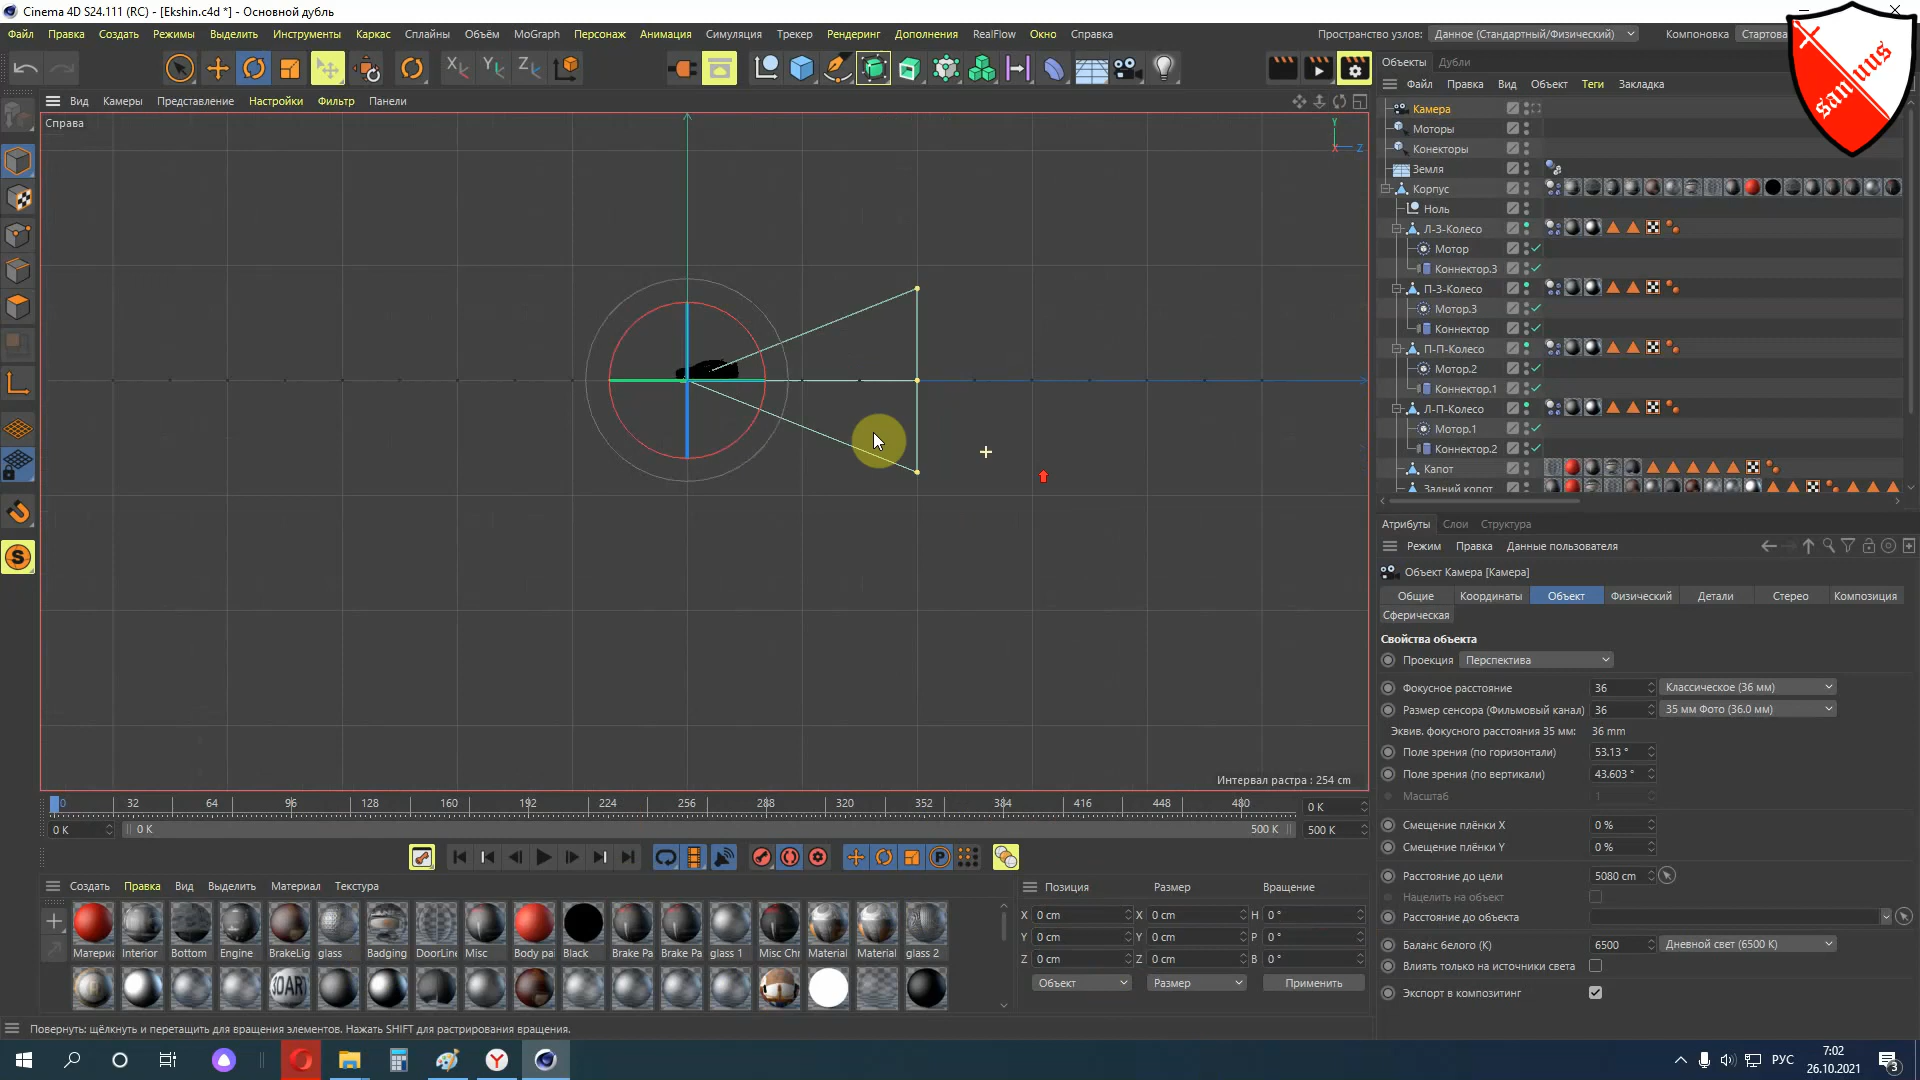 Cinema 4D S24.111 (RC) - [Ekshin.c4d *] - Основной дубль
Файл Правка Создать Режимы Выделить Инструменты Каркас Сплайны Объём MoGraph Персонаж Анимация Симуляция Трекер Рендеринг Дополнения RealFlow Окно Справка
Пространство узлов: Данное (Стандартный/Физический) Компоновка Стартова
sanuus
Объекты Дубли
Файл Правка Вид Объект Теги Закладка
Вид Камеры Представление Настройки Фильтр Панели
Справа
Y
X Z
Камера
Моторы
Конекторы
Земля
Корпус
Ноль
Л-З-Колесо
Мотор
Коннектор.3
П-З-Колесо
Мотор.3
Коннектор
П-П-Колесо
Мотор.2
Коннектор.1
Л-П-Колесо
Мотор.1
Коннектор.2
Капот
Задний копот
Атрибуты Слои Структура
Режим Правка Данные пользователя
Объект Камера [Камера]
Общие Координаты Объект Физический Детали Стерео Композиция
Сферическая
Свойства объекта
Проекция Перспектива
Фокусное расстояние 36 Классическое (36 мм)
Размер сенсора (Фильмовый канал) 36 35 мм Фото (36.0 мм)
Эквив. фокусного расстояния 35 мм: 36 mm
Поле зрения (по горизонтали) 53.13 °
Поле зрения (по вертикали) 43.603 °
Масштаб 1
Смещение плёнки X 0 %
Смещение плёнки Y 0 %
Расстояние до цели 5080 cm
Нацелить на объект
Расстояние до объекта
Баланс белого (К) 6500 Дневной свет (6500 К)
Влиять только на источники света
Экспорт в композитинг
Интервал растра : 254 cm
0 32 64 96 128 160 192 224 256 288 320 352 384 416 448 480 0 K
0 K 0 K 500 K 500 K
Создать Правка Вид Выделить Материал Текстура
Материа Interior Bottom Engine BrakeLig glass Badging DoorLine Misc Body pai Black Brake Pa Brake Pa glass 1 Misc Chr Material Material glass 2
SOAR
Позиция Размер Вращение
X 0 cm X 0 cm H 0 °
Y 0 cm Y 0 cm P 0 °
Z 0 cm Z 0 cm B 0 °
Объект Размер Применить
Повернуть: щёлкнуть и перетащить для вращения элементов. Нажать SHIFT для растрирования вращения.
РУС
7:02
26.10.2021
3